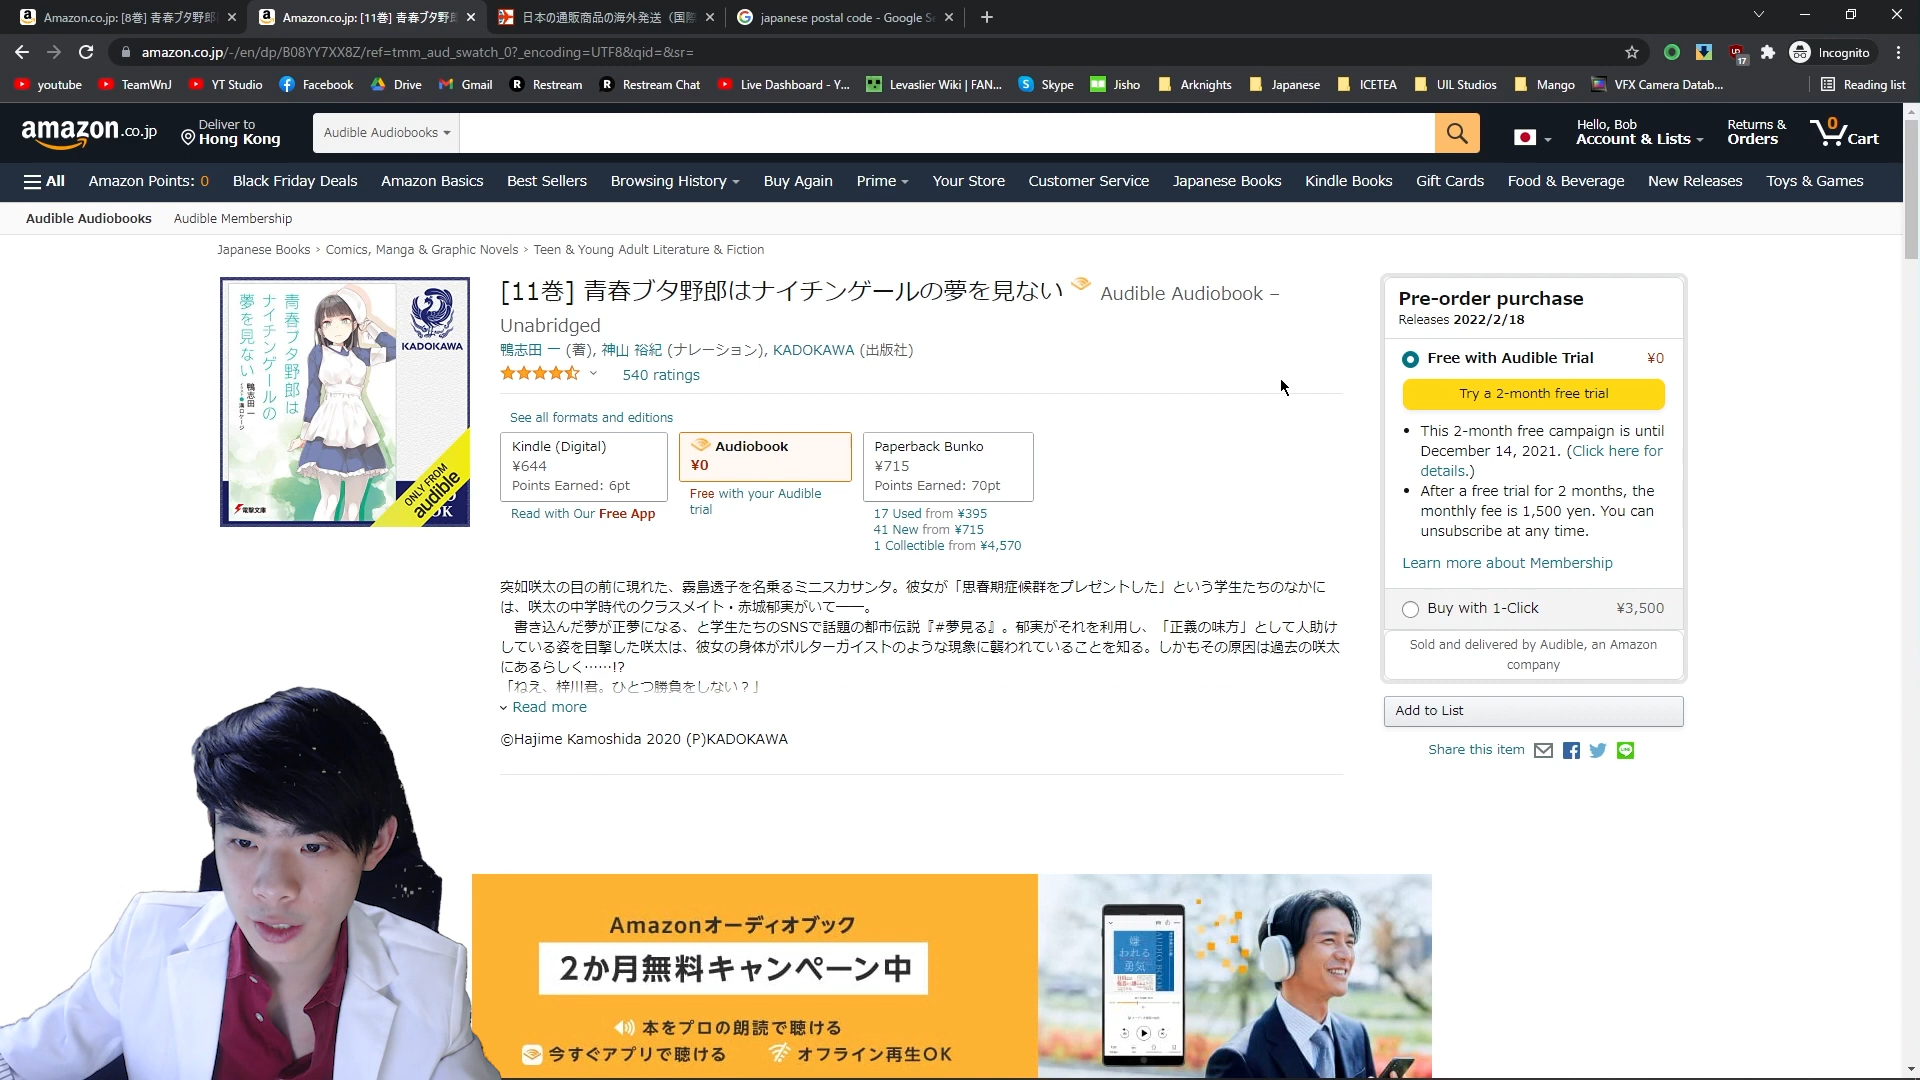 Amazon.co.jp: [8巻] 青春ブタ野郎
Amazon.co.jp: [11巻] 青春ブタ野郎
日本の通販商品の海外発送（国際
japanese postal code - Google Se
amazon.co.jp/-/en/dp/B08YY7XX8Z/ref=tmm_aud_swatch_0?_encoding=UTF8&qid=&sr=
17
Incognito
youtube TeamWnJ YT Studio Facebook Drive Gmail Restream Restream Chat Live Dashboard - Y... Levaslier Wiki | FAN... Skype Jisho Arknights Japanese ICETEA UIL Studios Mango VFX Camera Datab... Reading list
amazon.co.jp
Deliver to
Hong Kong
Audible Audiobooks
Hello, Bob
Account & Lists
Returns &
Orders
0
Cart
All Amazon Points: 0 Black Friday Deals Amazon Basics Best Sellers Browsing History Buy Again Prime Your Store Customer Service Japanese Books Kindle Books Gift Cards Food & Beverage New Releases Toys & Games
Audible Audiobooks Audible Membership
Japanese Books › Comics, Manga & Graphic Novels › Teen & Young Adult Literature & Fiction
青春ブタ野郎は
ナイチンゲールの
夢を見ない
鴨志田 一
KADOKAWA
電撃文庫
ONLY FROM
audible
[11巻] 青春ブタ野郎はナイチンゲールの夢を見ない Audible Audiobook –
Unabridged
鴨志田 一 (著), 神山 裕紀 (ナレーション), KADOKAWA (出版社)
540 ratings
See all formats and editions
Kindle (Digital)
¥644
Points Earned: 6pt
Read with Our Free App
Audiobook
¥0
Free with your Audible
trial
Paperback Bunko
¥715
Points Earned: 70pt
17 Used from ¥395
41 New from ¥715
1 Collectible from ¥4,570
突如咲太の目の前に現れた、霧島透子を名乗るミニスカサンタ。彼女が「思春期症候群をプレゼントした」という学生たちのなかに
は、咲太の中学時代のクラスメイト・赤城郁実がいて――。
書き込んだ夢が正夢になる、と学生たちのSNSで話題の都市伝説『#夢見る』。郁実がそれを利用し、「正義の味方」として人助け
している姿を目撃した咲太は、彼女の身体がポルターガイストのような現象に襲われていることを知る。しかもその原因は過去の咲太
にあるらしく……!?
「ねえ、梓川君。ひとつ勝負をしない？」
Read more
©Hajime Kamoshida 2020 (P)KADOKAWA
Pre-order purchase
Releases 2022/2/18
Free with Audible Trial ¥0
Try a 2-month free trial
• This 2-month free campaign is until
December 14, 2021. (Click here for
details.)
• After a free trial for 2 months, the
monthly fee is 1,500 yen. You can
unsubscribe at any time.
Learn more about Membership
Buy with 1-Click ¥3,500
Sold and delivered by Audible, an Amazon
company
Add to List
Share this item
Amazonオーディオブック
2か月無料キャンペーン中
本をプロの朗読で聴ける
今すぐアプリで聴ける オフライン再生OK
嫌
われる
勇気